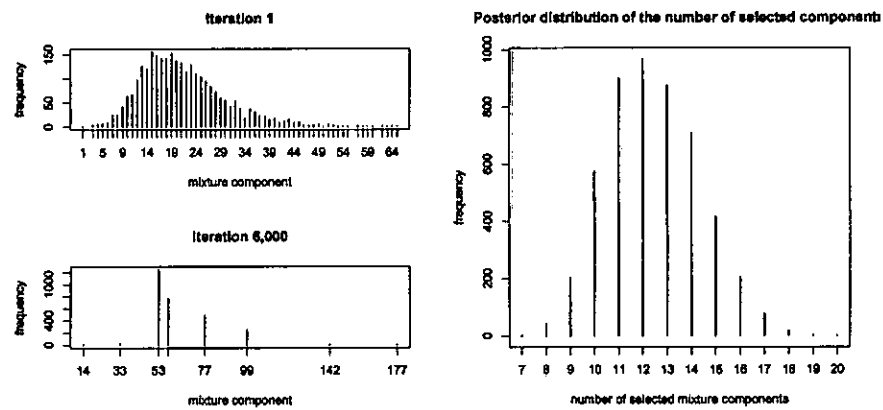 Iteration 1
frequency
150
50
0
1 5 9 14 19 24 29 34 39 44 49 54 59 64
mixture component
Iteration 6,000
frequency
1000
400
0
14 33 53 77 99 142 177
mixture component
Posterior distribution of the number of selected component
frequency
1000
800
600
400
200
0
7 8 9 10 11 12 13 14 15 16 17 18 19 20
number of selected mixture components